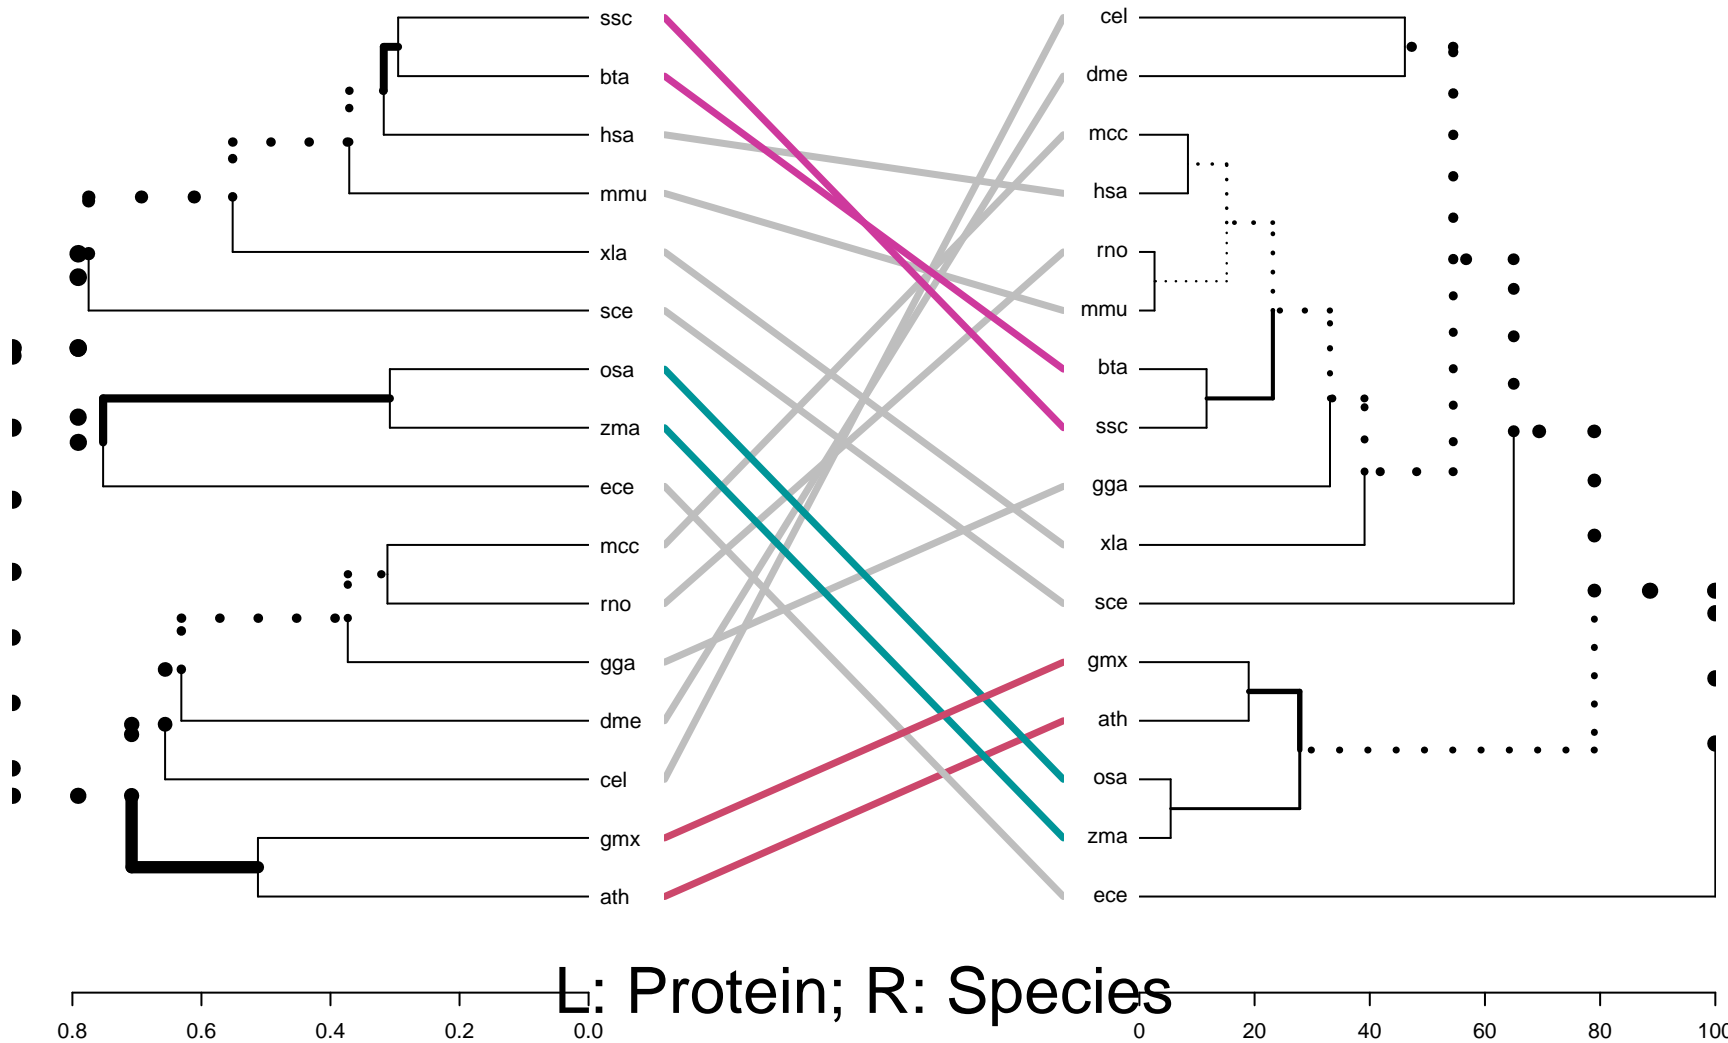 ssc cel
bta dme
hsa mcc
mmu hsa
xla rno
sce mmu
osa bta
zma ssc
ece gga
mcc xla
rno sce
gga gmx
dme ath
cel osa
gmx zma
ath ece
L: Protein; R: Species
0.8 0.6 0.4 0.2 0.0 0 20 40 60 80 100